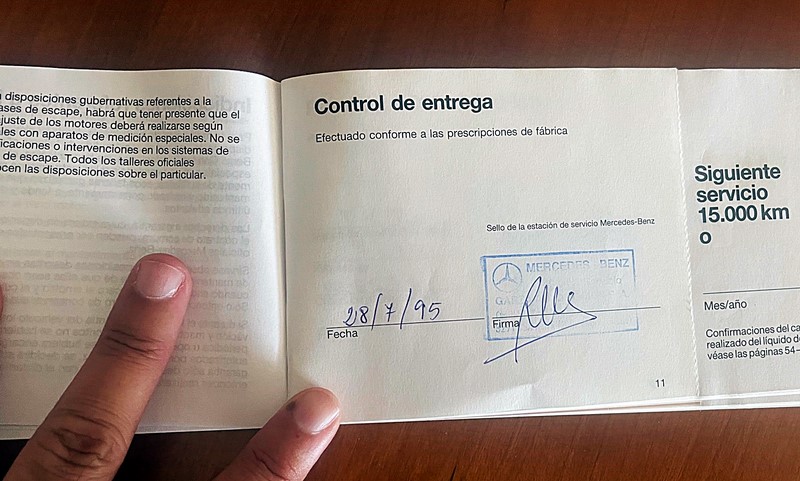 disposiciones gubernativas referentes a la
ases de escape, habrá que tener presente que el
juste de los motores deberá realizarse según
les con aparatos de medición especiales. No se
icaciones o intervenciones en los sistemas de
de escape. Todos los talleres oficiales
ocen las disposiciones sobre el particular.
Control de entrega
Efectuado conforme a las prescripciones de fábrica
Sello de la estación de servicio Mercedes-Benz
MERCEDES BENZ
28/7/95
Fecha
Firma
11
Siguiente
servicio
15.000 km
o
Mes/año
Confirmaciones del ca
realizado del líquido d
véase las páginas 54–